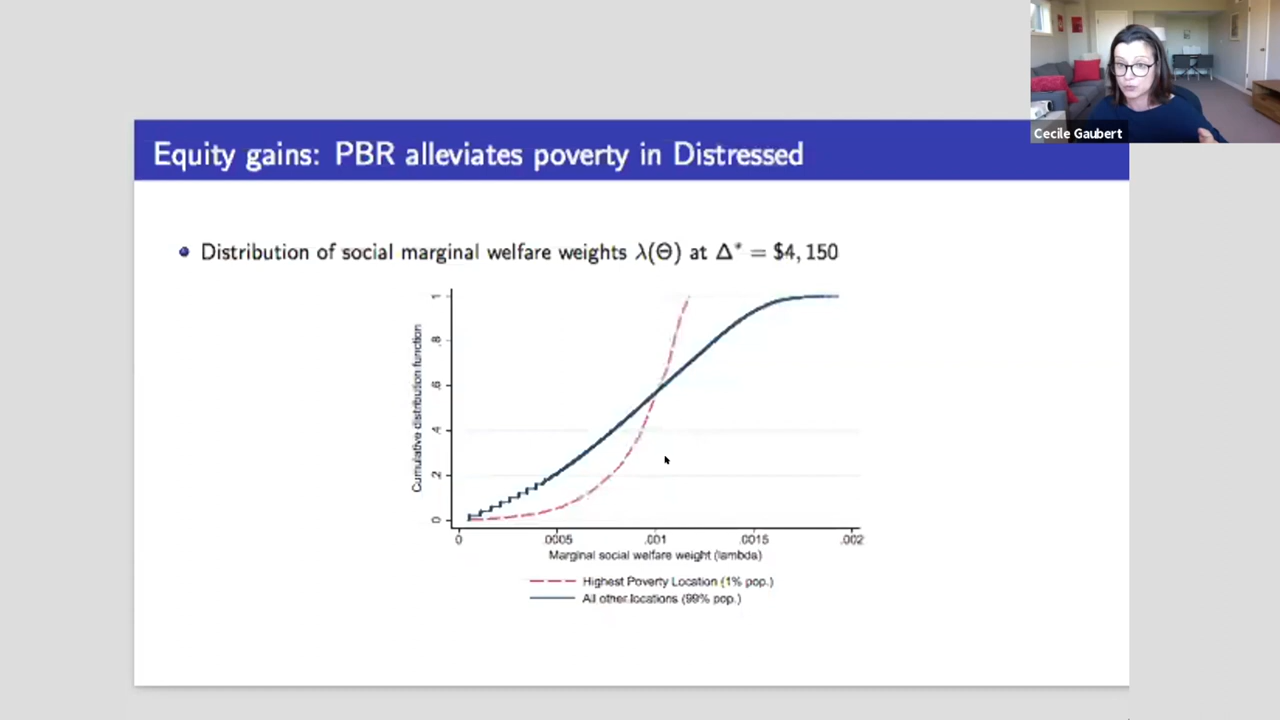 Cecile Gaubert
Equity gains: PBR alleviates poverty in Distressed
Distribution of social marginal welfare weights λ(Θ) at Δ* = $4,150
Cumulative distribution function
1
.8
.6
.4
.2
0
0 .0005 .001 .0015 .002
Marginal social welfare weight (lambda)
Highest Poverty Location (1% pop.)
All other locations (99% pop.)